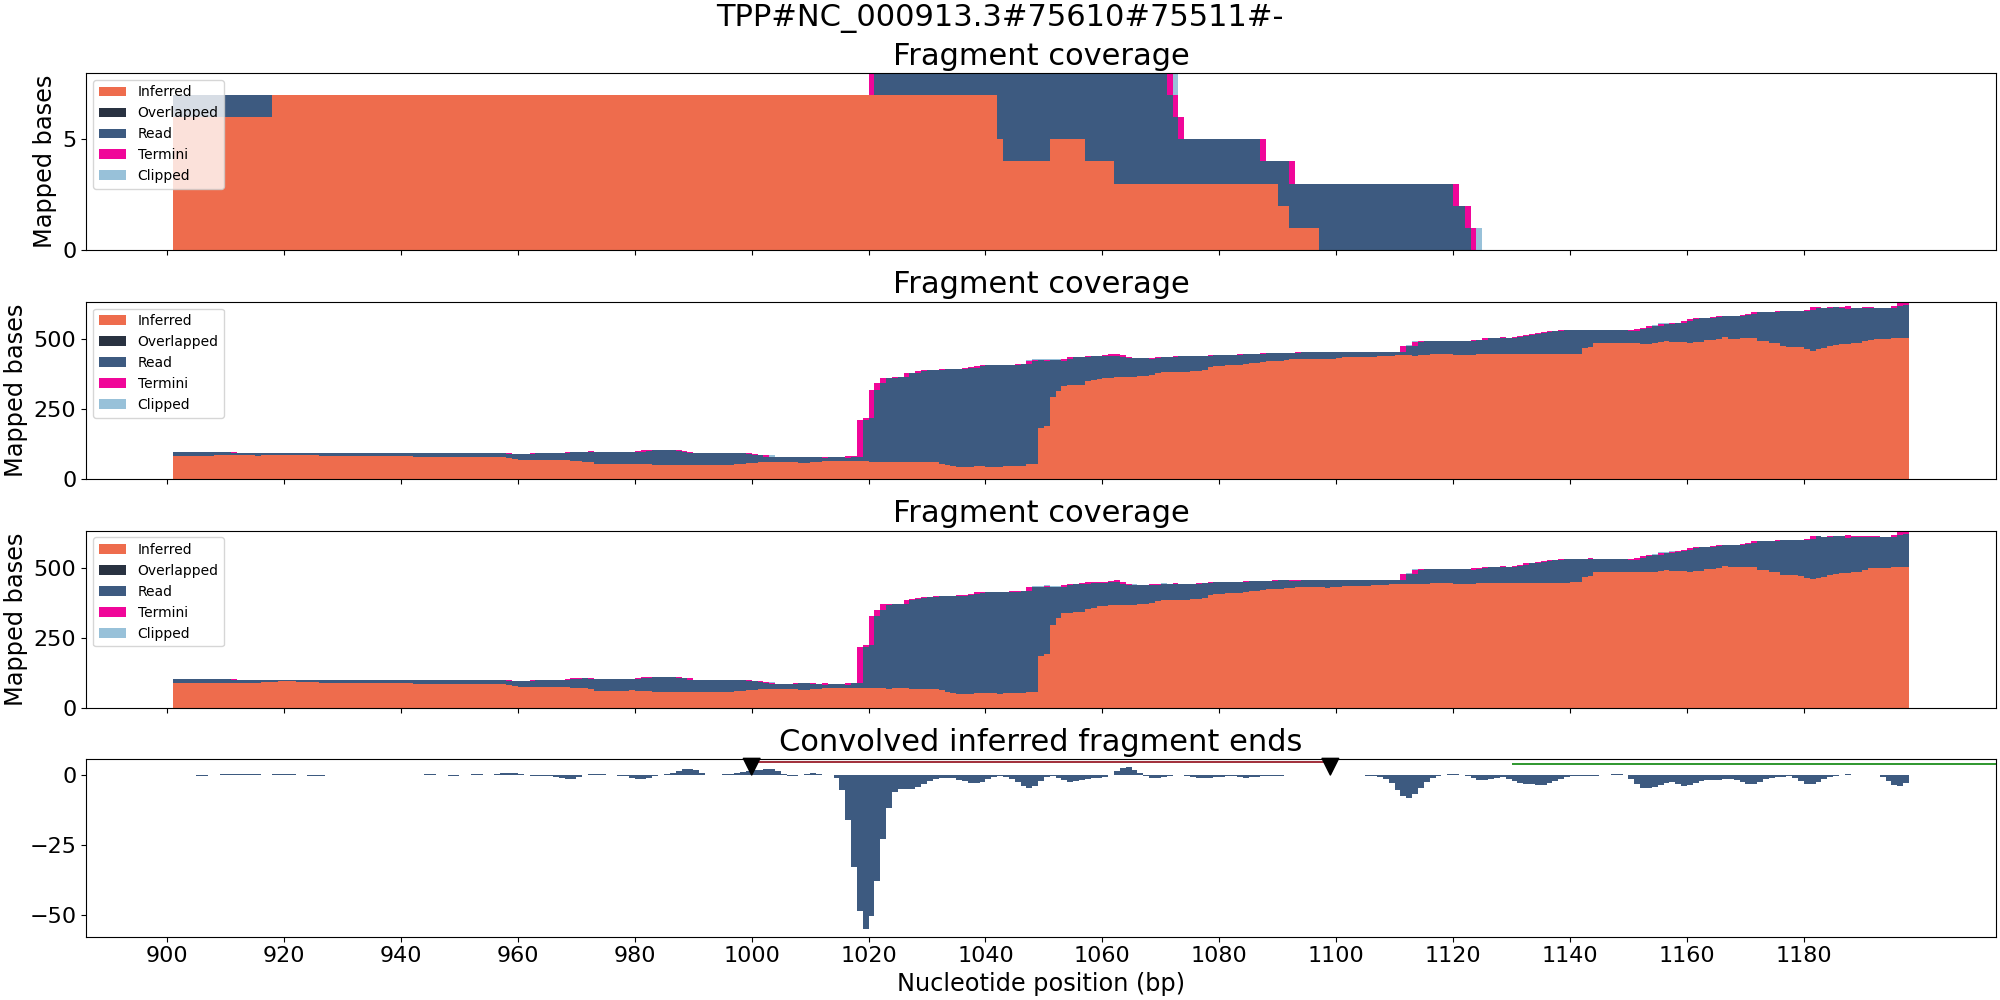 TPP#NC_000913.3#75610#75511#-
Fragment coverage
Mapped bases
5
0
Inferred
Overlapped
Read
Termini
Clipped
Fragment coverage
Mapped bases
500
250
0
Inferred
Overlapped
Read
Termini
Clipped
Fragment coverage
Mapped bases
500
250
0
Inferred
Overlapped
Read
Termini
Clipped
Convolved inferred fragment ends
0
−25
−50
900 920 940 960 980 1000 1020 1040 1060 1080 1100 1120 1140 1160 1180
Nucleotide position (bp)